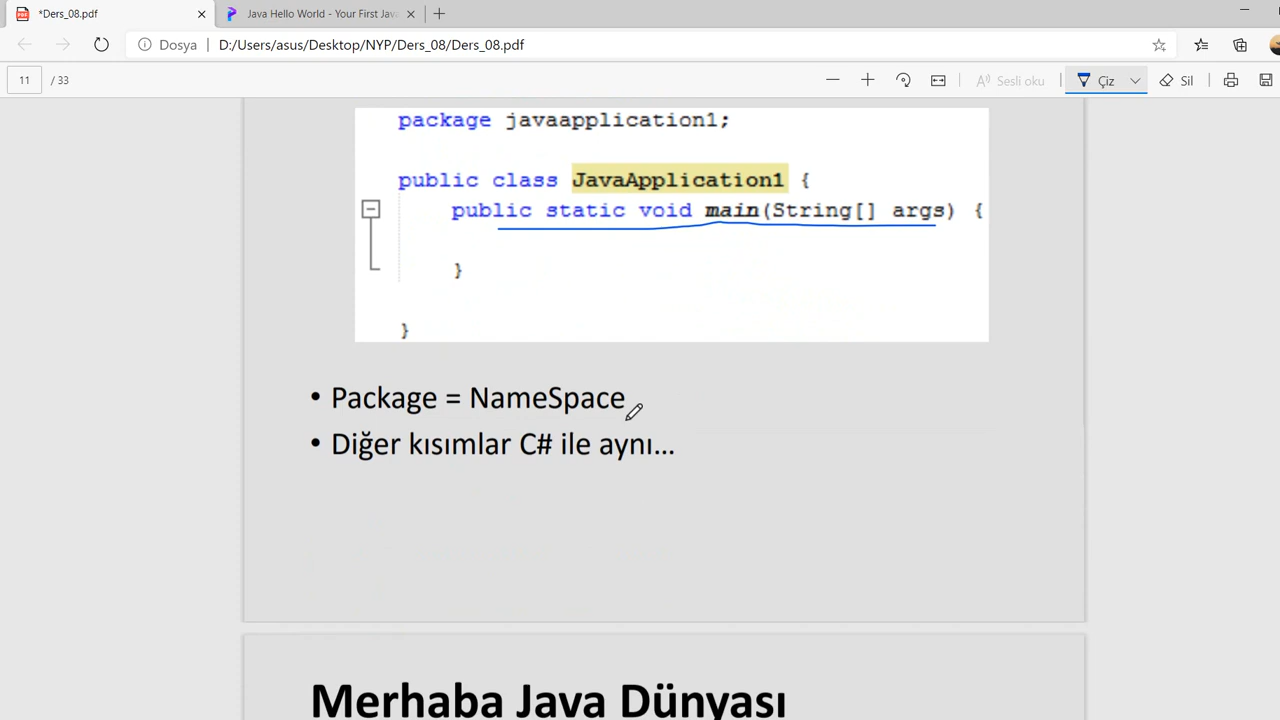 *Ders_08.pdf
Java Hello World - Your First Jav
Dosya
D:/Users/asus/Desktop/NYP/Ders_08/Ders_08.pdf
11 / 33
Sesli oku
Çiz
Sil
package javaapplication1;
public class JavaApplication1 {
public static void main(String[] args) {
}
}
• Package = NameSpace
• Diğer kısımlar C# ile aynı...
Merhaba Java Dünyası